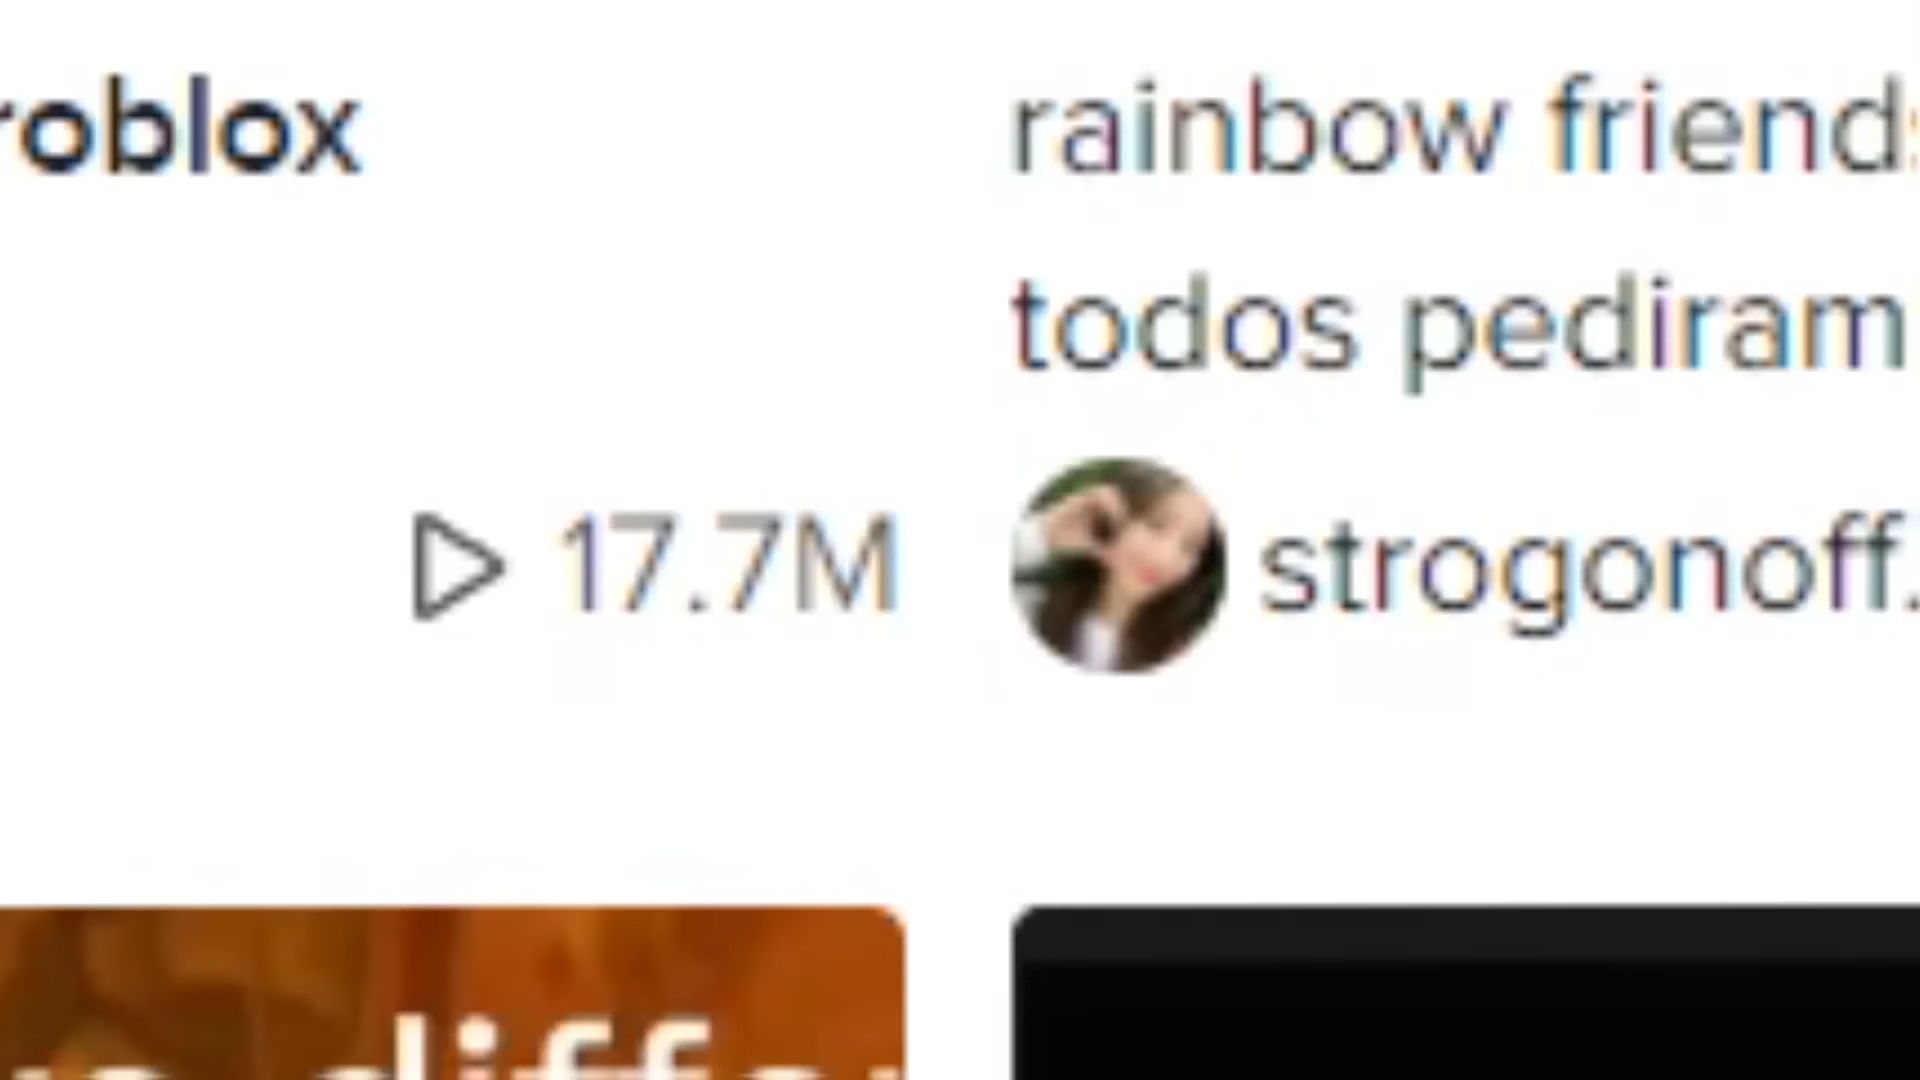 roblox
17.7M
rainbow friends
todos pediram
strogonoff.